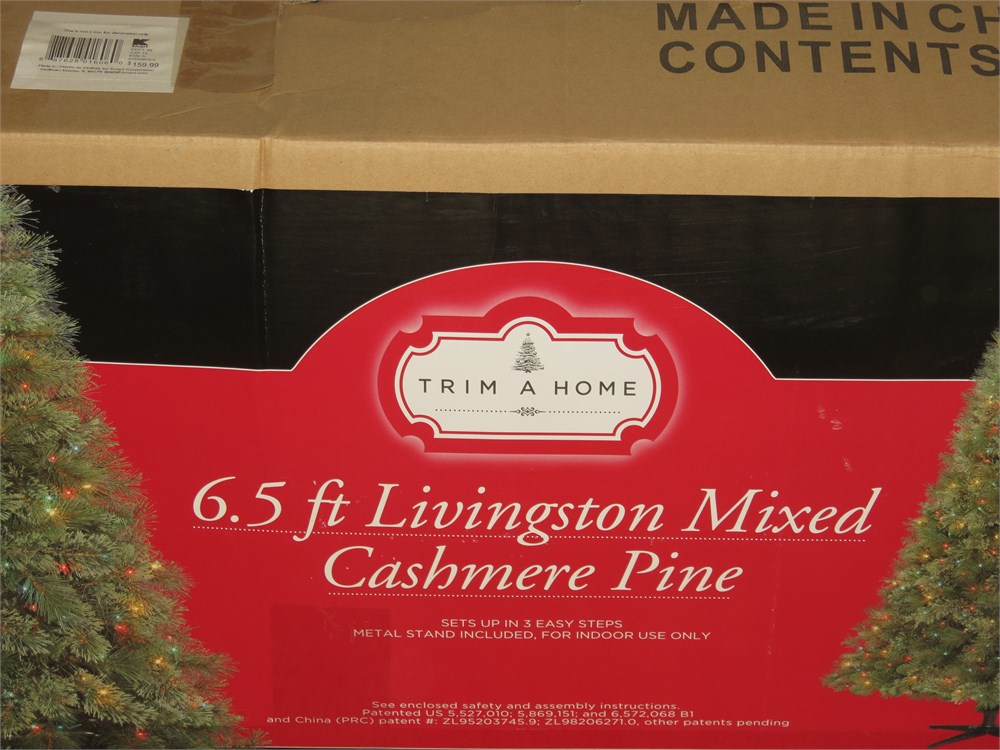 MADE IN CH
CONTENTS
$159.99
TRIM A HOME
6.5 ft Livingston Mixed
Cashmere Pine
SETS UP IN 3 EASY STEPS
METAL STAND INCLUDED, FOR INDOOR USE ONLY
See enclosed safety and assembly instructions.
Patented US 5,527,010; 5,869,151; and 6,572,068 B1
and China (PRC) patent #: ZL95203745.9; ZL98206271.0, other patents pending